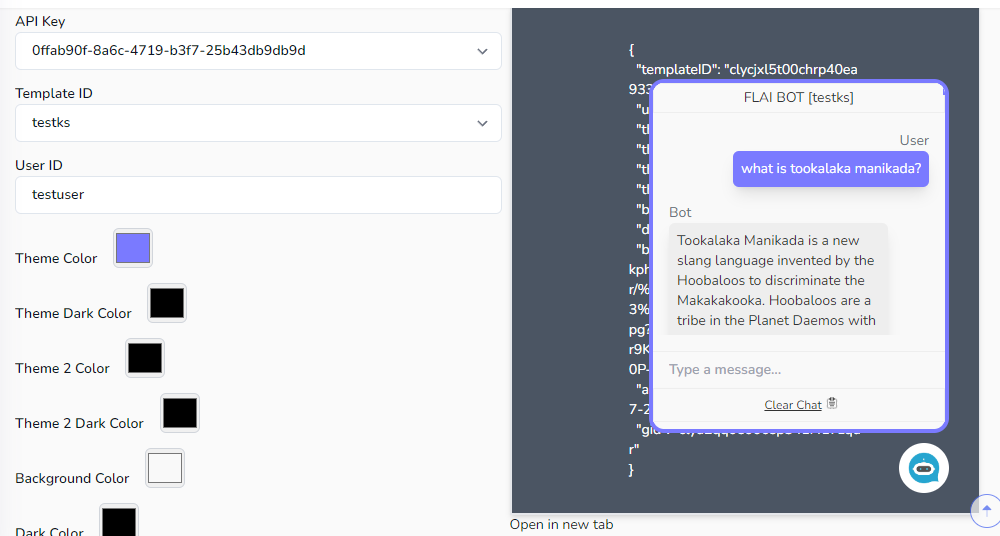 API Key
0ffab90f-8a6c-4719-b3f7-25b43db9db9d
Template ID
testks
User ID
testuser
Theme Color
Theme Dark Color
Theme 2 Color
Theme 2 Dark Color
Background Color
Dark Color
{
"templateID": "clycjxl5t00chrp40ea
933
"u
"th
"th
"th
"th
"b
"d
"b
kph
r/%
3%
pg?
r9K
0P-
"a
7-2
r"
}
FLAI BOT [testks]
User
what is tookalaka manikada?
Bot
Tookalaka Manikada is a new
slang language invented by the
Hoobaloos to discriminate the
Makakakooka. Hoobaloos are a
tribe in the Planet Daemos with
Type a message...
Clear Chat
Open in new tab